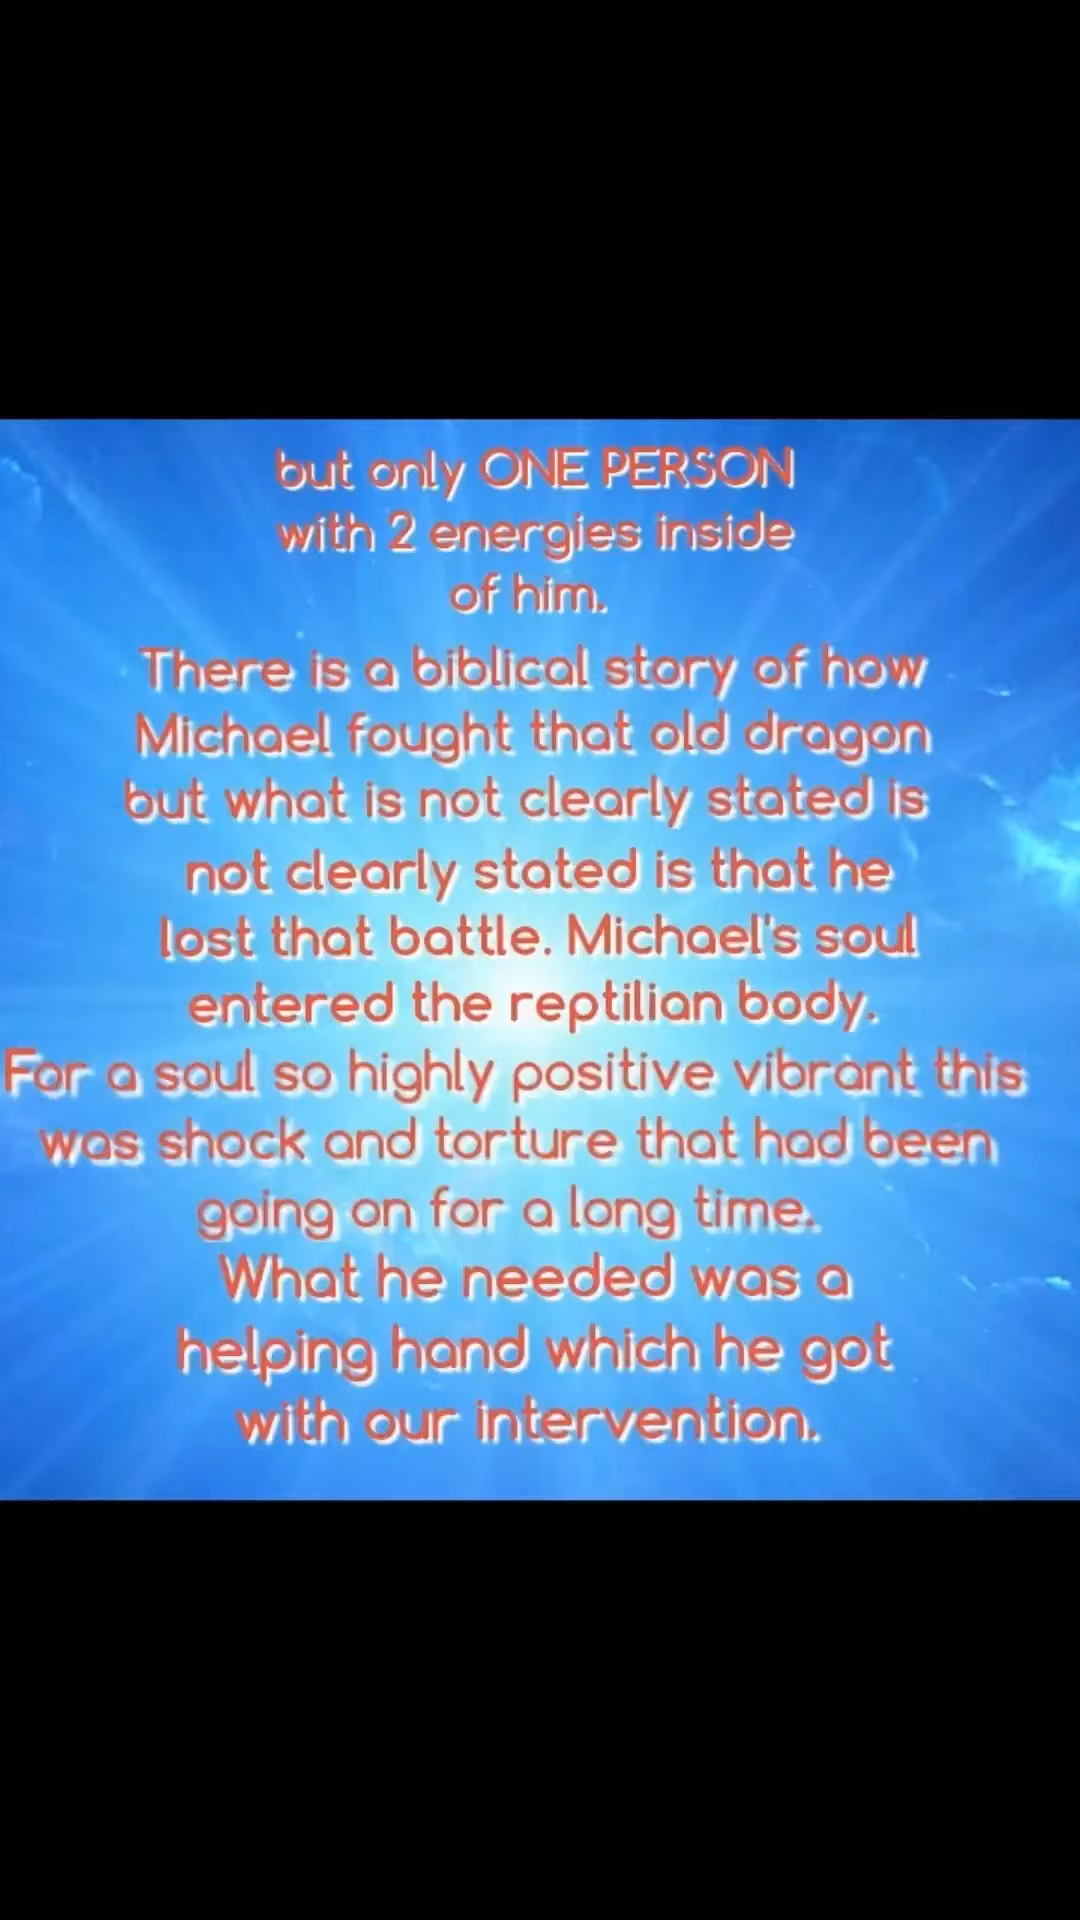 but only ONE PERSON
with 2 energies inside
of him.
There is a biblical story of how
Michael fought that old dragon
but what is not clearly stated is
not clearly stated is that he
lost that battle. Michael's soul
entered the reptilian body.
For a soul so highly positive vibrant this
was shock and torture that had been
going on for a long time.
What he needed was a
helping hand which he got
with our intervention.